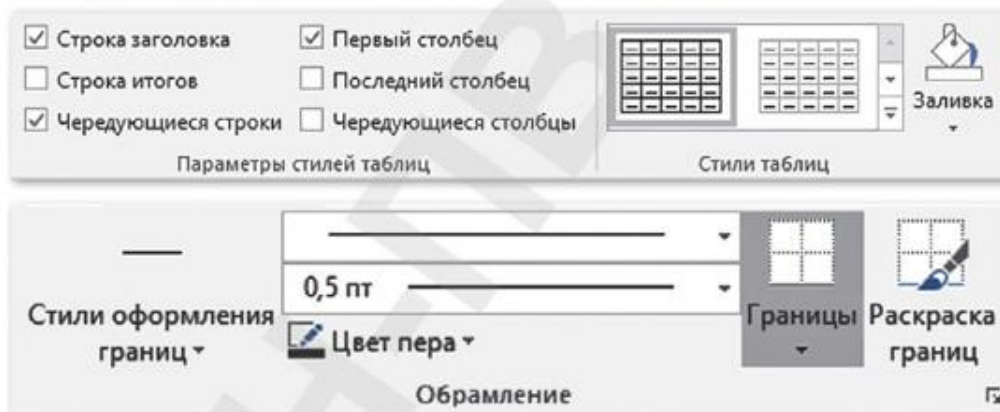 Строка заголовка
Первый столбец
Строка итогов
Последний столбец
Чередующиеся строки
Чередующиеся столбцы
Заливка
Параметры стилей таблиц
Стили таблиц
0,5 пт
Стили оформления
границ
Цвет пера
Границы
Раскраска
границ
Обрамление